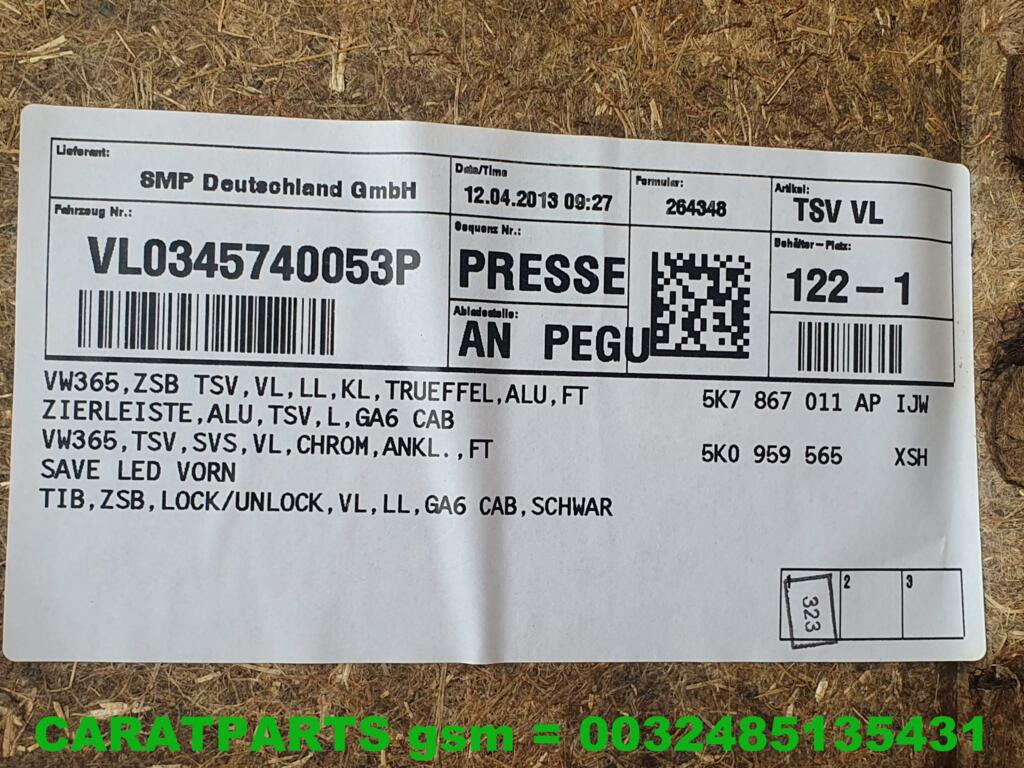 Lieferant:
SMP Deutschland GmbH
Date/Time
12.04.2013 09:27
Formular:
264348
Artikel:
TSV VL
Fahrzeug Nr.:
VL0345740053P
Sequenz Nr.:
PRESSE
Behälter-Platz:
122-1
Abladestelle:
AN PEGU
VW365,ZSB TSV,VL,LL,KL,TRUEFFEL,ALU,FT 5K7 867 011 AP IJW
ZIERLEISTE,ALU,TSV,L,GA6 CAB
VW365,TSV,SVS,VL,CHROM,ANKL.,FT 5K0 959 565 XSH
SAVE LED VORN
TIB,ZSB,LOCK/UNLOCK,VL,LL,GA6 CAB,SCHWAR
1 2 3
323
CARATPARTS gsm = 0032485135431